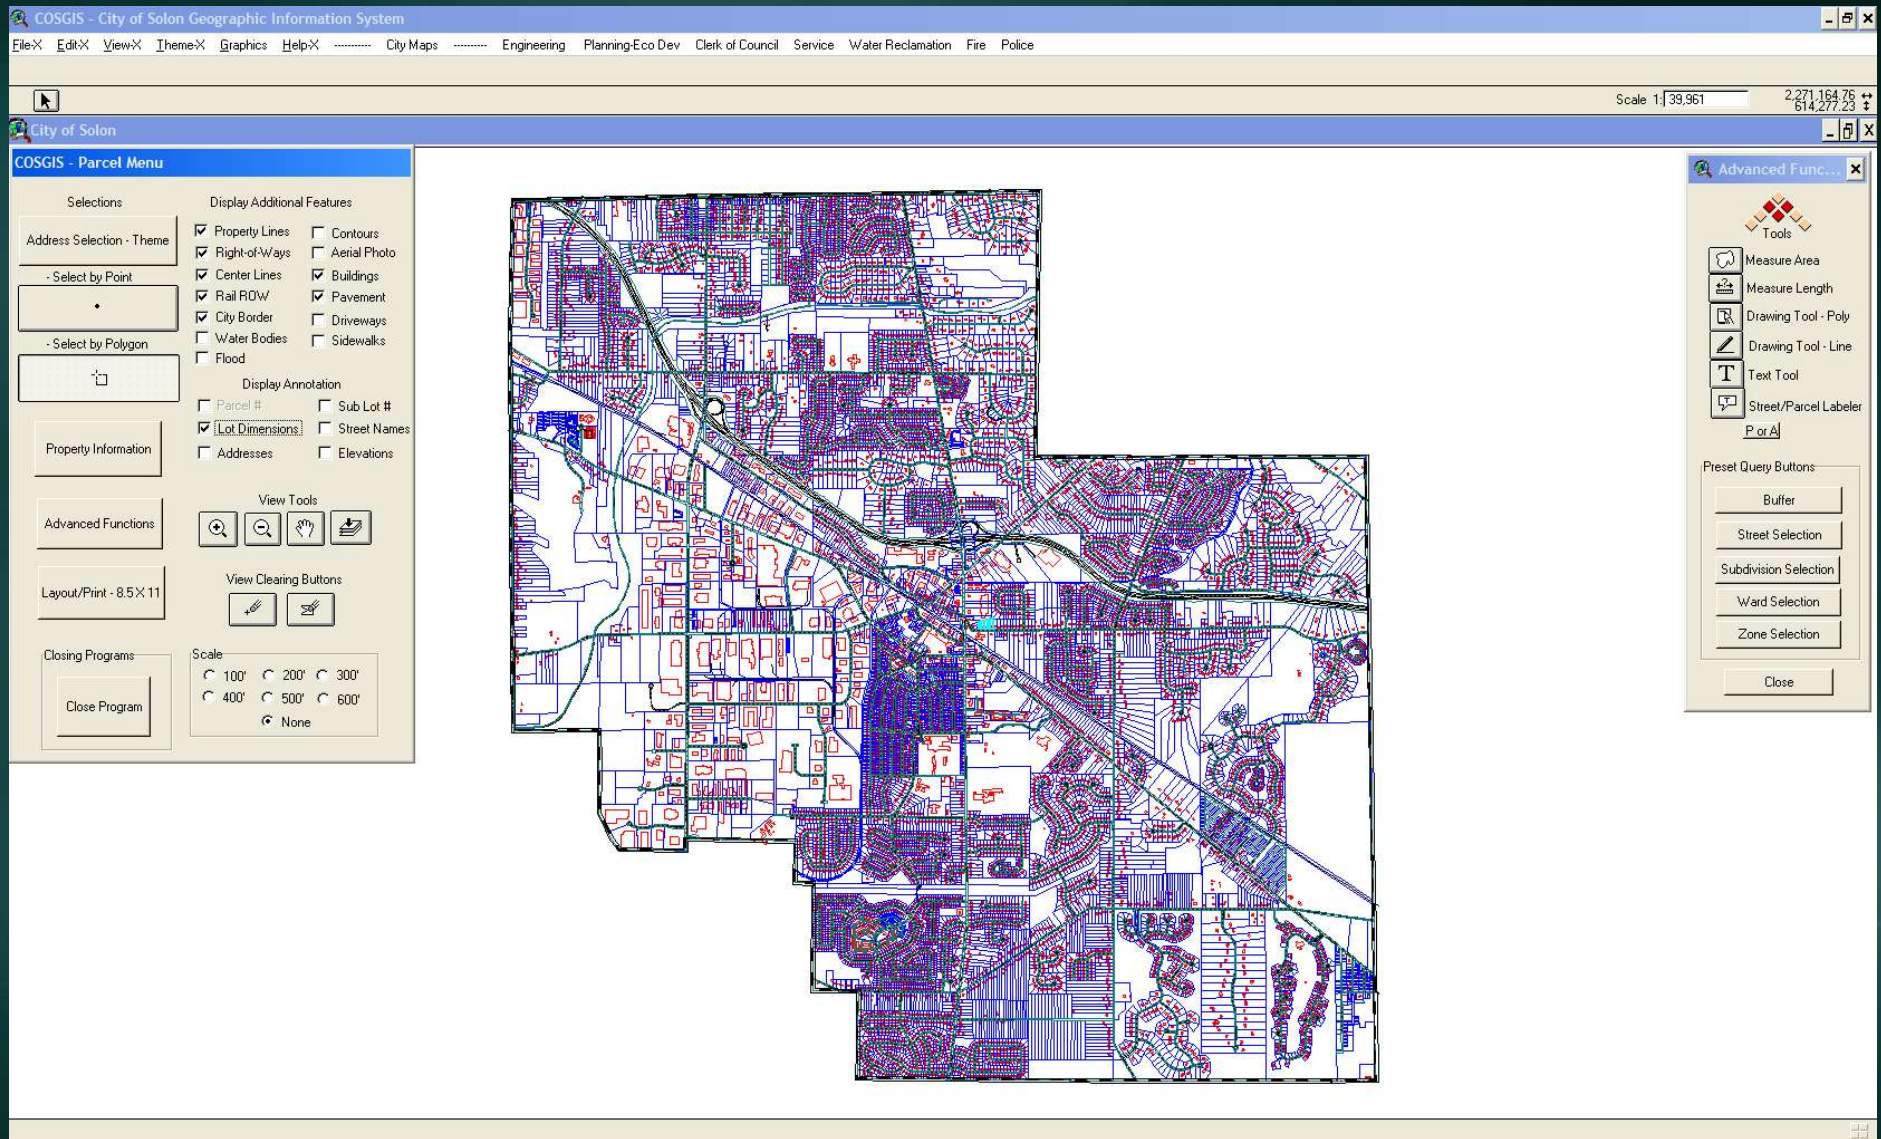 COSGIS - City of Solon Geographic Information System
File-X Edit-X View-X Theme-X Graphics Help-X ---------- City Maps --------- Engineering Planning-Eco Dev Clerk of Council Service Water Reclamation Fire Police
Scale 1: 39,961
2,271,164.76
614,277.23
City of Solon
COSGIS - Parcel Menu
Selections
Address Selection - Theme
- Select by Point
- Select by Polygon
Property Information
Advanced Functions
Layout/Print - 8.5 X 11
Closing Programs
Close Program
Display Additional Features
Property Lines Contours
Right-of-Ways Aerial Photo
Center Lines Buildings
Rail ROW Pavement
City Border Driveways
Water Bodies Sidewalks
Flood
Display Annotation
Parcel # Sub Lot #
Lot Dimensions Street Names
Addresses Elevations
View Tools
View Clearing Buttons
Scale
100' 200' 300'
400' 500' 600'
None
Advanced Func...
Tools
Measure Area
Measure Length
Drawing Tool - Poly
Drawing Tool - Line
T Text Tool
Street/Parcel Labeler
P or A
Preset Query Buttons
Buffer
Street Selection
Subdivision Selection
Ward Selection
Zone Selection
Close